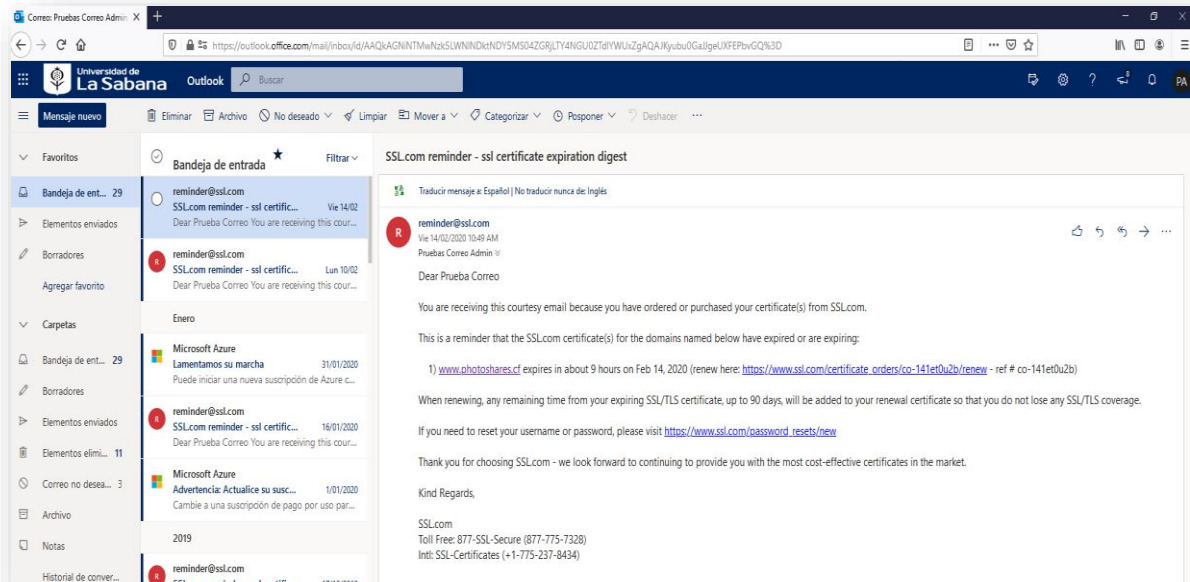 Correo: Pruebas Correo Admin
https://outlook.office.com/mail/inbox/id/
Universidad de
La Sabana
Outlook
Buscar
PA
Mensaje nuevo
Eliminar Archivo No deseado Limpiar Mover a Categorizar Posponer Deshacer
Favoritos
Bandeja de ent... 29
Elementos enviados
Borradores
Agregar favorito
Carpetas
Bandeja de ent... 29
Borradores
Elementos enviados
Elementos elimi... 11
Correo no desea... 3
Archivo
Notas
Historial de conver...
Bandeja de entrada Filtrar
reminder@ssl.com
SSL.com reminder - ssl certific... Vie 14/02
Dear Prueba Correo You are receiving this cour...
R
reminder@ssl.com
SSL.com reminder - ssl certific... Lun 10/02
Dear Prueba Correo You are receiving this cour...
Enero
Microsoft Azure
Lamentamos su marcha 31/01/2020
Puede iniciar una nueva suscripción de Azure c...
R
reminder@ssl.com
SSL.com reminder - ssl certific... 16/01/2020
Dear Prueba Correo You are receiving this cour...
Microsoft Azure
Advertencia: Actualice su susc... 1/01/2020
Cambie a una suscripción de pago por uso par...
2019
R
reminder@ssl.com
SSL.com reminder - ssl certificate expiration digest
Traducir mensaje a: Español | No traducir nunca de: Inglés
R
reminder@ssl.com
Vie 14/02/2020 10:49 AM
Pruebas Correo Admin
Dear Prueba Correo
You are receiving this courtesy email because you have ordered or purchased your certificate(s) from SSL.com.
This is a reminder that the SSL.com certificate(s) for the domains named below have expired or are expiring:
1) www.photoshares.cf expires in about 9 hours on Feb 14, 2020 (renew here: https://www.ssl.com/certificate_orders/co-141et0u2b/renew - ref # co-141et0u2b)
When renewing, any remaining time from your expiring SSL/TLS certificate, up to 90 days, will be added to your renewal certificate so that you do not lose any SSL/TLS coverage.
If you need to reset your username or password, please visit https://www.ssl.com/password_resets/new
Thank you for choosing SSL.com - we look forward to continuing to provide you with the most cost-effective certificates in the market.
Kind Regards,
SSL.com
Toll Free: 877-SSL-Secure (877-775-7328)
Intl: SSL-Certificates (+1-775-237-8434)